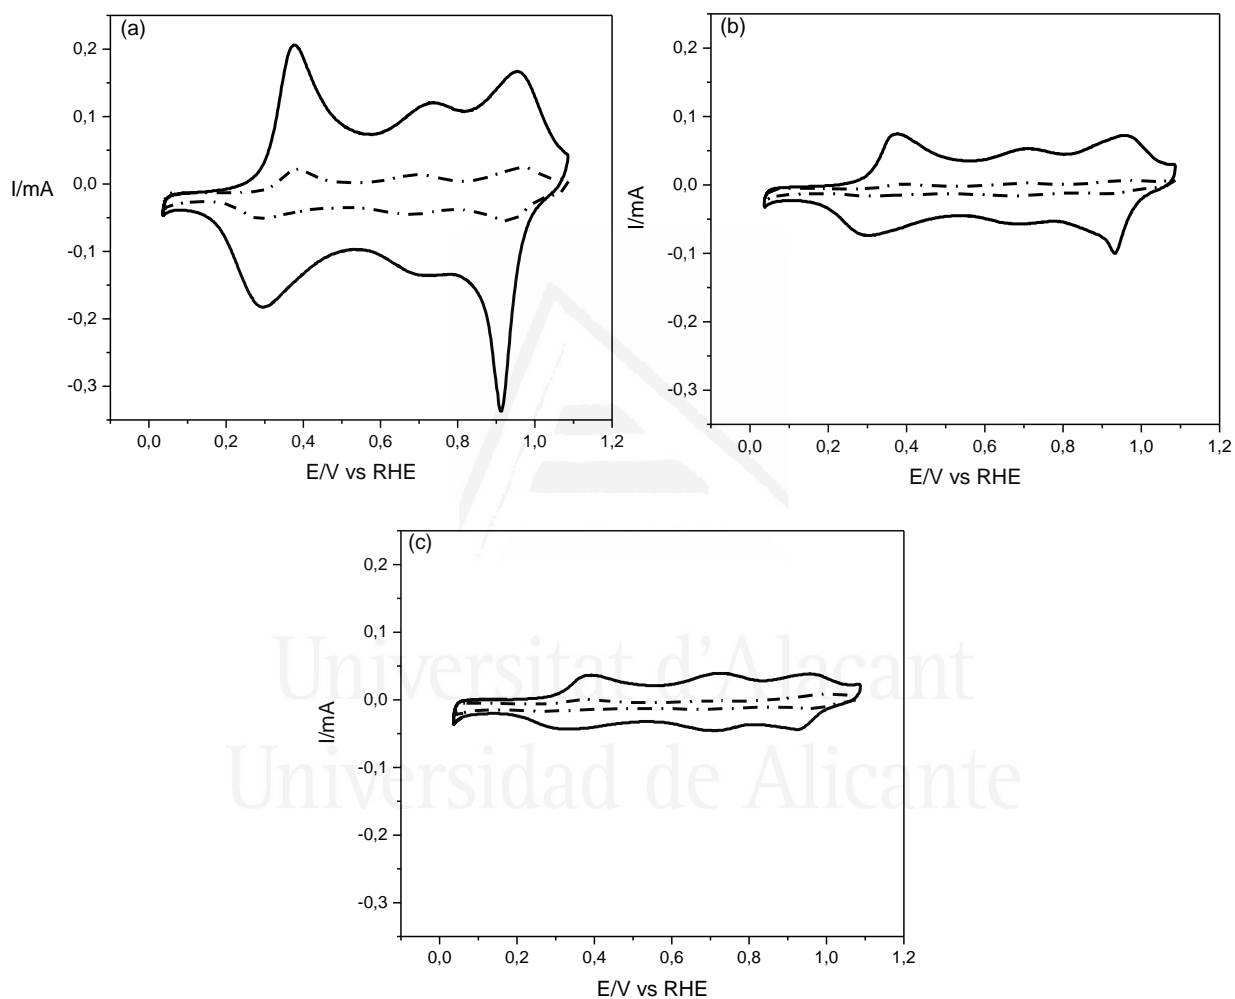 (a)
0,2
0,1
I/mA
0,0
-0,1
-0,2
-0,3
0,0 0,2 0,4 0,6 0,8 1,0 1,2
E/V vs RHE
(b)
0,2
0,1
0,0
I/mA
-0,1
-0,2
-0,3
0,0 0,2 0,4 0,6 0,8 1,0 1,2
E/V vs RHE
(c)
0,2
0,1
0,0
I/mA
-0,1
-0,2
-0,3
0,0 0,2 0,4 0,6 0,8 1,0 1,2
E/V vs RHE
Universitat d'Alacant
Universidad de Alicante